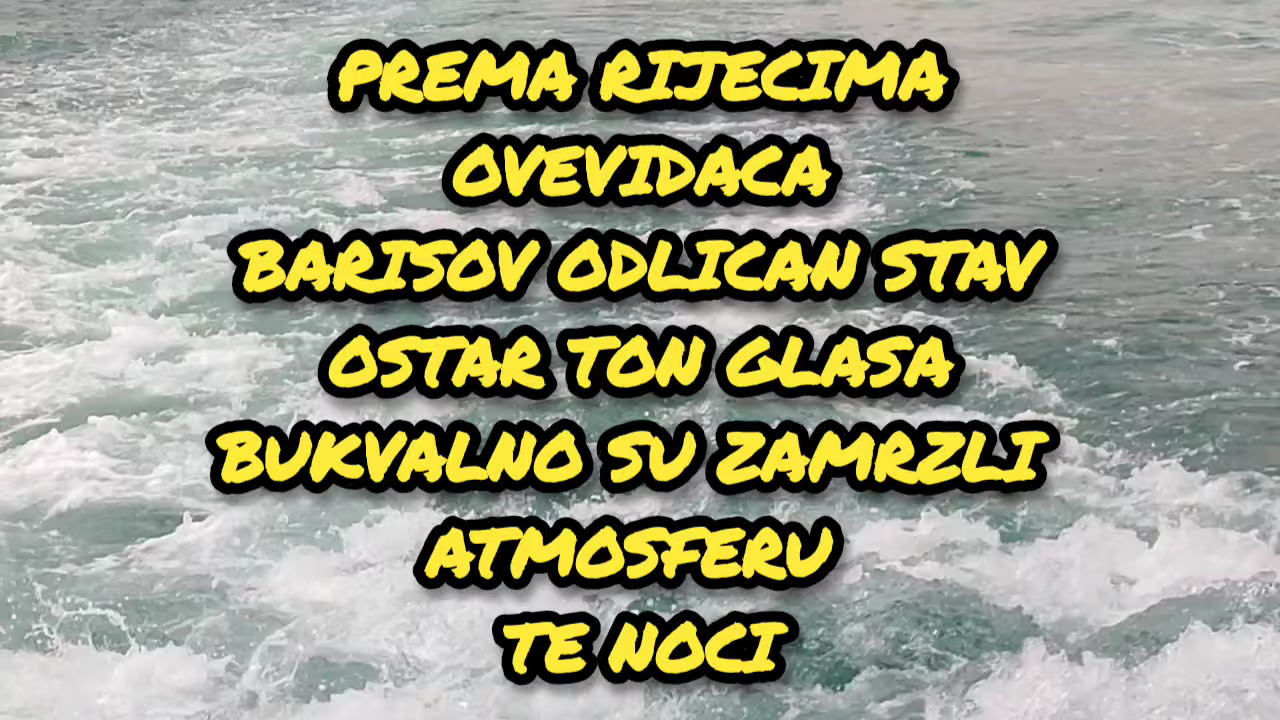 PREMA RIJECIMA
OVEVIDACA
BARISOV ODLICAN STAV
OSTAR TON GLASA
BUKVALNO SU ZAMRZLI
ATMOSFERU
TE NOCI